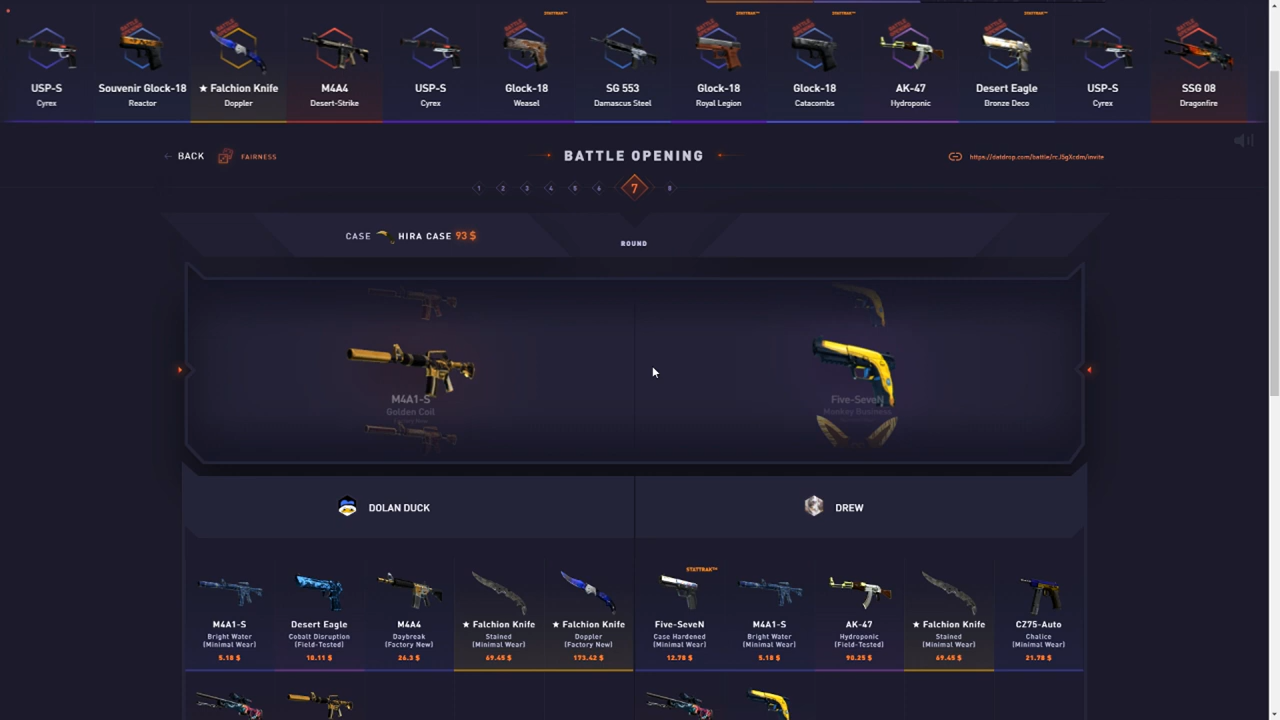 STATTRAK™ STATTRAK™ STATTRAK™ STATTRAK™
USP-S Souvenir Glock-18 ★ Falchion Knife M4A4 USP-S Glock-18 SG 553 Glock-18 Glock-18 AK-47 Desert Eagle USP-S SSG 08
Cyrex Reactor Doppler Desert-Strike Cyrex Weasel Damascus Steel Royal Legion Catacombs Hydroponic Bronze Deco Cyrex Dragonfire
← BACK FAIRNESS BATTLE OPENING
1 2 3 4 5 6 7 8
CASE HIRA CASE 93 $
ROUND
M4A1-S Five-SeveN
Golden Coil Monkey Business
DOLAN DUCK DREW
STATTRAK™
M4A1-S Desert Eagle M4A4 ★ Falchion Knife ★ Falchion Knife Five-SeveN M4A1-S AK-47 ★ Falchion Knife CZ75-Auto
Bright Water Cobalt Disruption Daybreak Stained Doppler Case Hardened Bright Water Hydroponic Stained Chalice
(Minimal Wear) (Field-Tested) (Factory New) (Minimal Wear) (Factory New) (Minimal Wear) (Minimal Wear) (Field-Tested) (Minimal Wear) (Minimal Wear)
5.18 $ 18.11 $ 26.3 $ 69.45 $ 173.42 $ 12.78 $ 5.18 $ 90.25 $ 69.45 $ 21.78 $